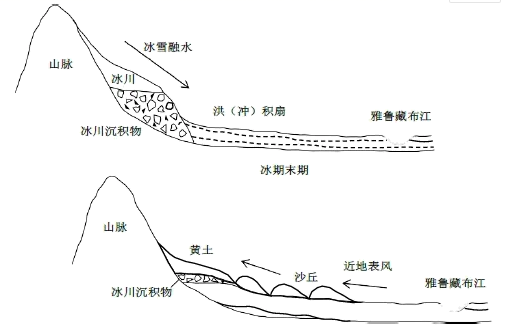 冰雪融水
山脉
冰川
洪（冲）积扇
雅鲁藏布江
冰川沉积物
冰期末期
山脉
黄土
近地表风
沙丘
雅鲁藏布江
冰川沉积物